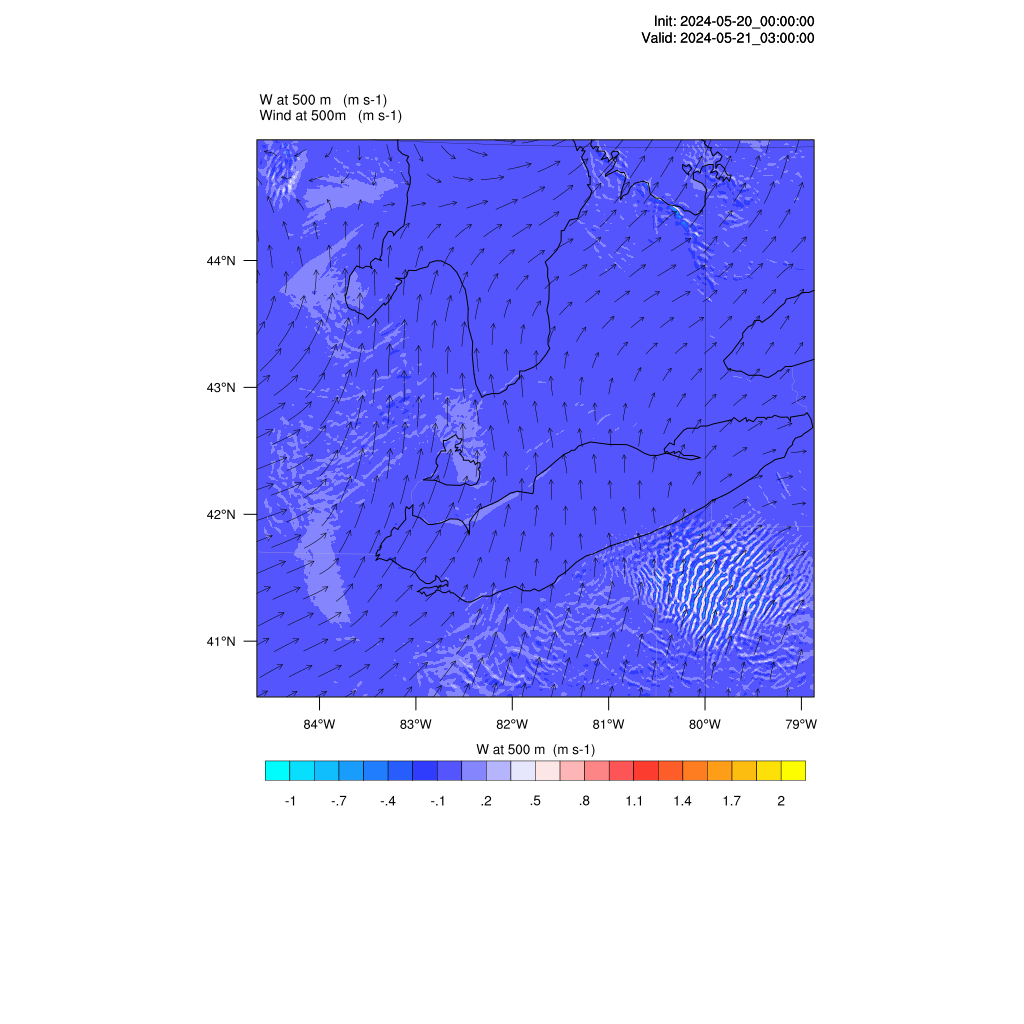 Init: 2024-05-20_00:00:00
Valid: 2024-05-21_03:00:00
W at 500 m (m s-1)
Wind at 500m (m s-1)
44°N
43°N
42°N
41°N
84°W 83°W 82°W 81°W 80°W 79°W
W at 500 m (m s-1)
-1 -.7 -.4 -.1 .2 .5 .8 1.1 1.4 1.7 2